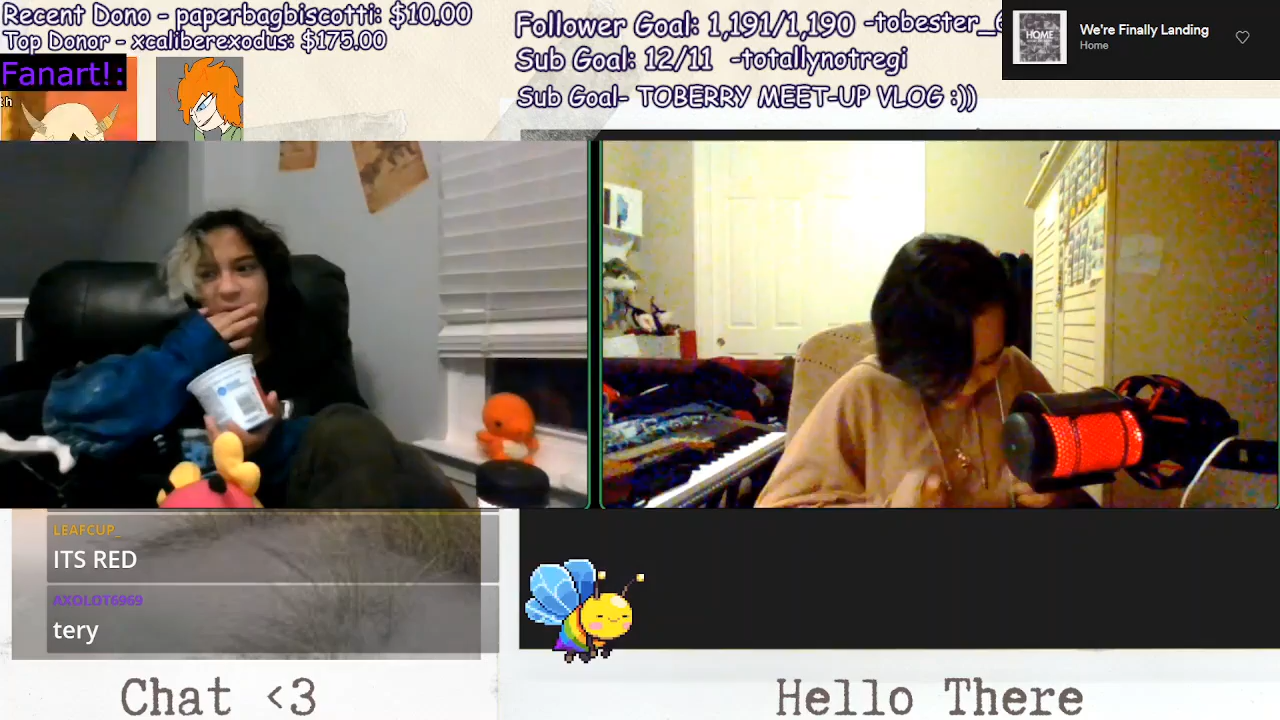 Recent Dono - paperbagbiscotti: $10.00
Top Donor - xcaliberexodus: $175.00
Fanart!:
th
Follower Goal: 1,191/1,190 -tobester_
Sub Goal: 12/11 -totallynotregi
Sub Goal- TOBERRY MEET-UP VLOG :))
HOME
We're Finally Landing
Home
LEAFCUP_
ITS RED
AXOLOT6969
tery
Chat <3
Hello There